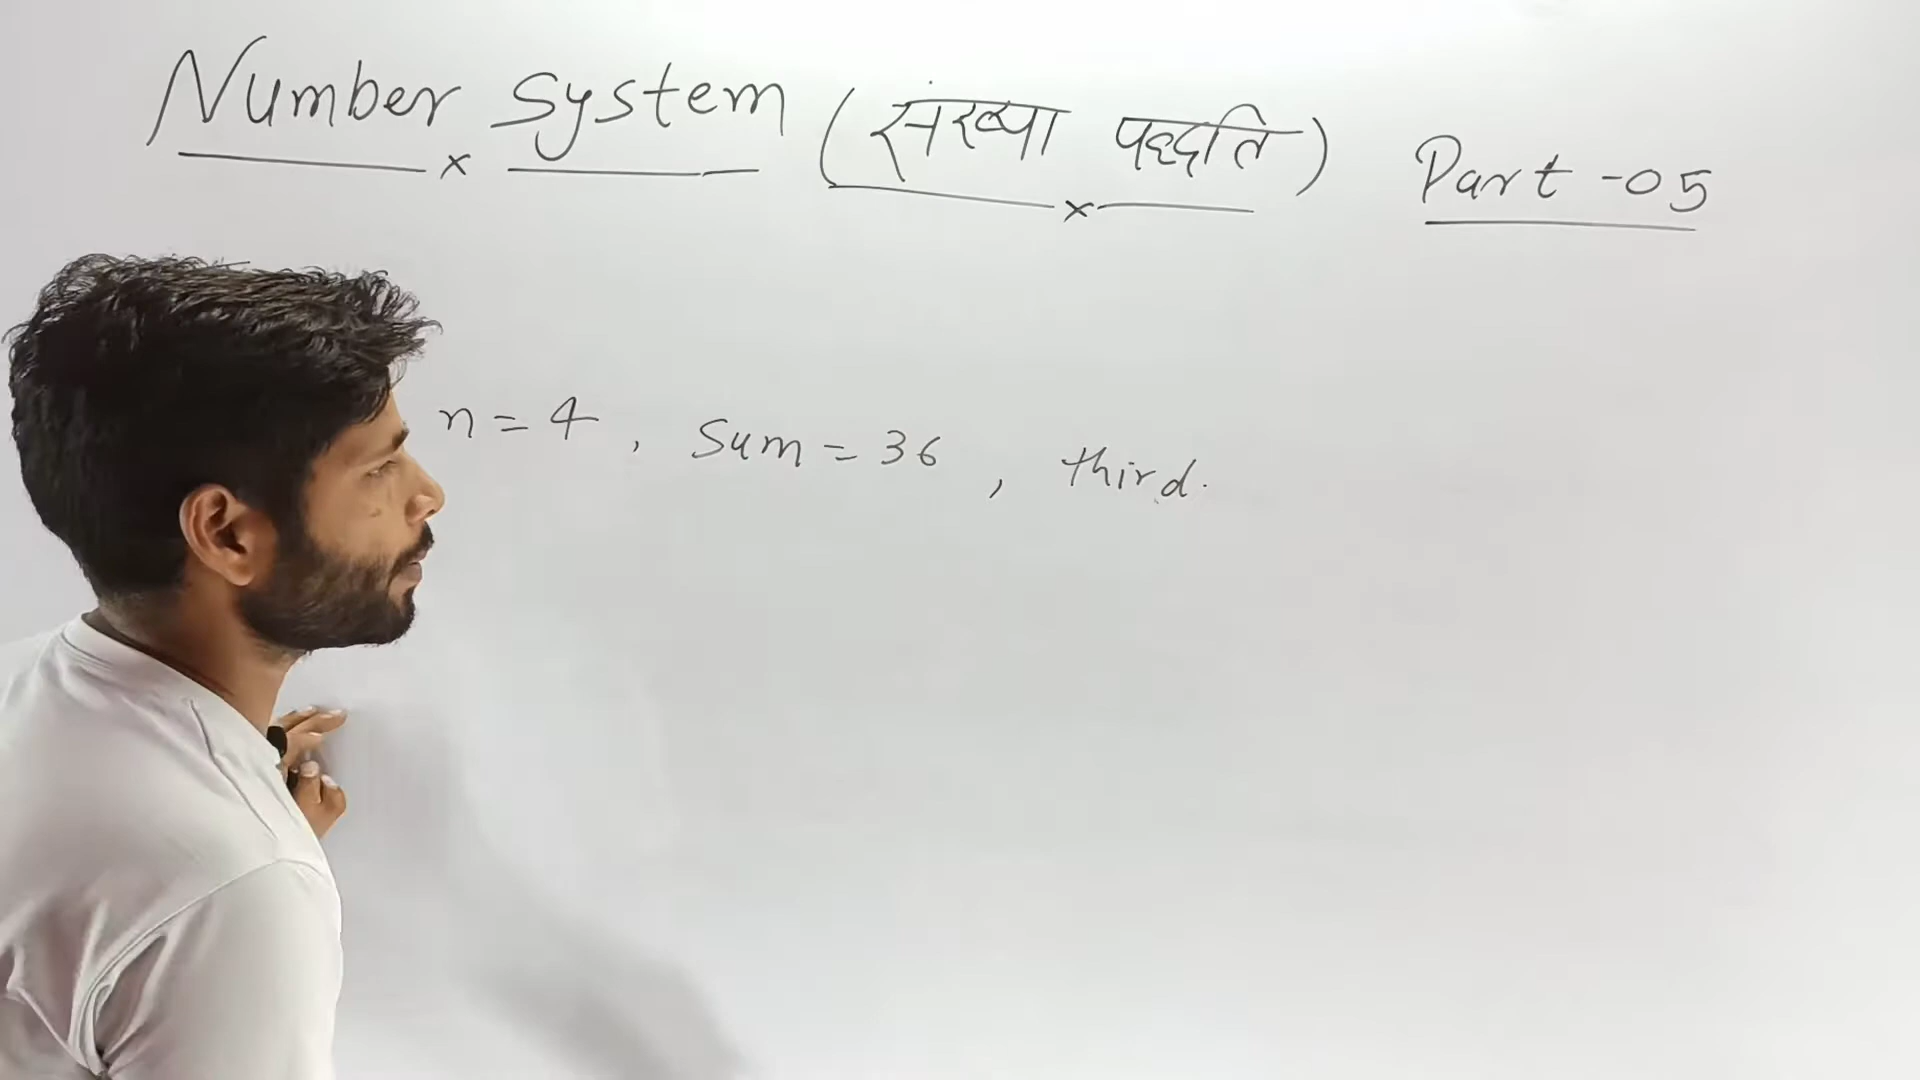 Number System (संख्या पद्धति) Part -05
n = 4 , Sum = 36 , third.